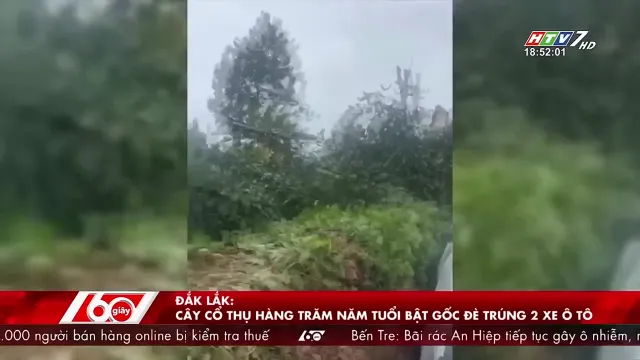 HTV7 HD
18:52:01
60 giây
ĐẮK LẮK:
CÂY CỔ THỤ HÀNG TRĂM NĂM TUỔI BẬT GỐC ĐÈ TRÚNG 2 XE Ô TÔ
.000 người bán hàng online bị kiểm tra thuế 60 Bến Tre: Bãi rác An Hiệp tiếp tục gây ô nhiễm,